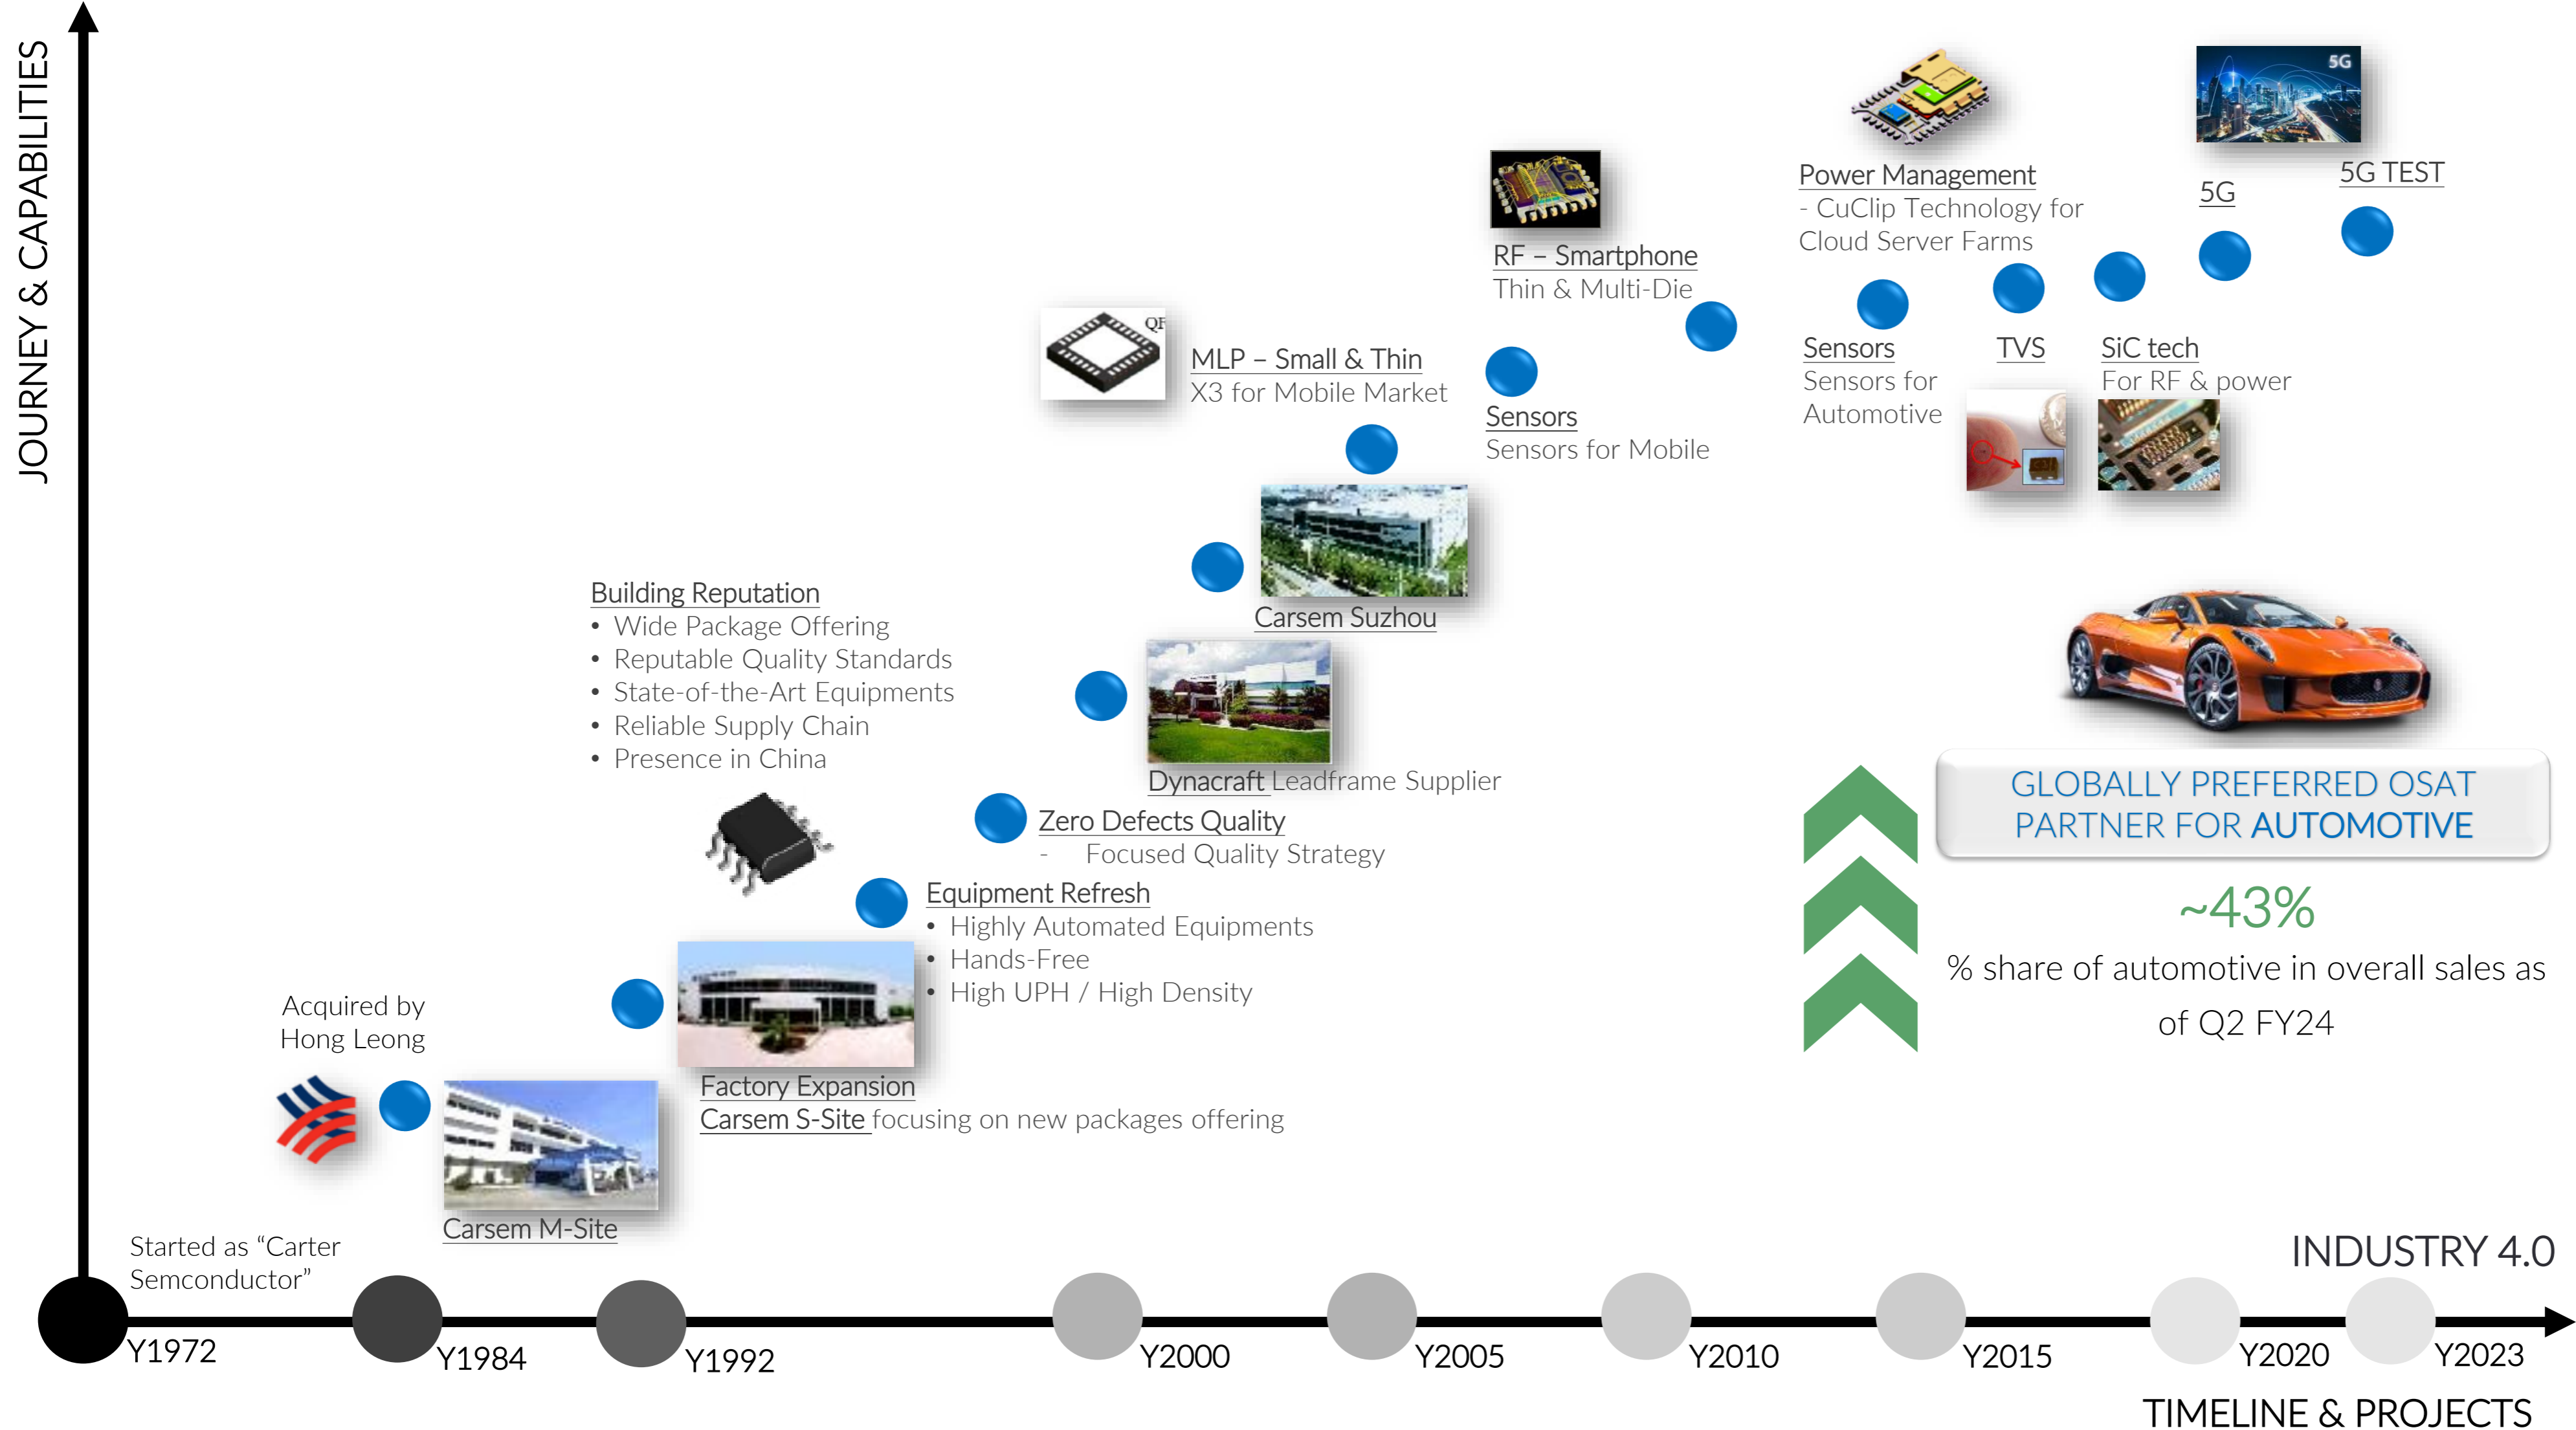 JOURNEY & CAPABILITIES
5G
5G TEST
5G
Power Management
- CuClip Technology for
Cloud Server Farms
RF – Smartphone
Thin & Multi-Die
QF
MLP – Small & Thin
X3 for Mobile Market
Sensors
Sensors for Mobile
Sensors
Sensors for
Automotive
TVS
SiC tech
For RF & power
Carsem Suzhou
Building Reputation
• Wide Package Offering
• Reputable Quality Standards
• State-of-the-Art Equipments
• Reliable Supply Chain
• Presence in China
Dynacraft Leadframe Supplier
Zero Defects Quality
- Focused Quality Strategy
Equipment Refresh
• Highly Automated Equipments
• Hands-Free
• High UPH / High Density
GLOBALLY PREFERRED OSAT
PARTNER FOR AUTOMOTIVE
~43%
% share of automotive in overall sales as
of Q2 FY24
Acquired by
Hong Leong
Factory Expansion
Carsem S-Site focusing on new packages offering
Carsem M-Site
Started as “Carter
Semconductor”
INDUSTRY 4.0
Y1972
Y1984
Y1992
Y2000
Y2005
Y2010
Y2015
Y2020
Y2023
TIMELINE & PROJECTS